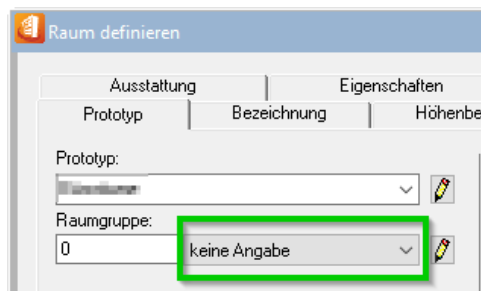 Raum definieren
Ausstattung Eigenschaften
Prototyp Bezeichnung Höhenbe
Prototyp:
Raumgruppe:
0 keine Angabe